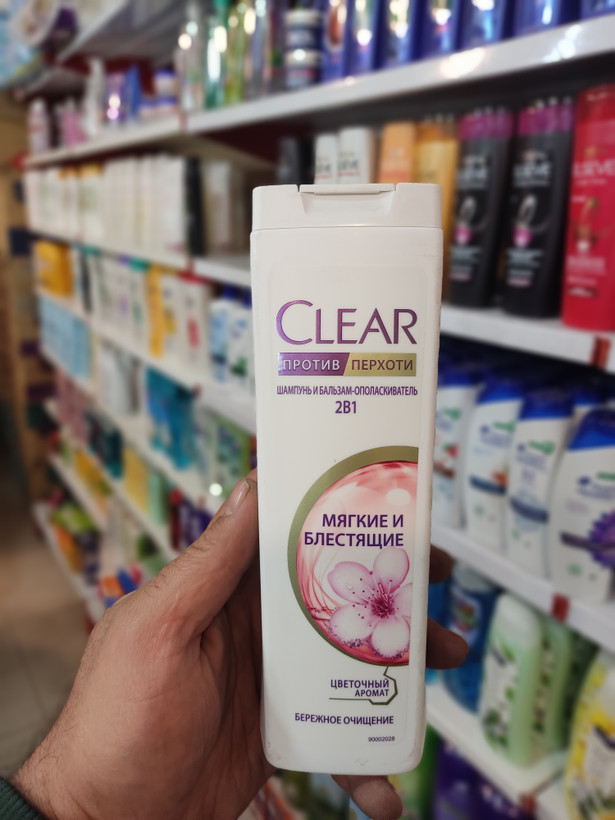 CLEAR
ПРОТИВ ПЕРХОТИ
ШАМПУНЬ И БАЛЬЗАМ-ОПОЛАСКИВАТЕЛЬ
2В1
МЯГКИЕ И
БЛЕСТЯЩИЕ
ЦВЕТОЧНЫЙ
АРОМАТ
БЕРЕЖНОЕ ОЧИЩЕНИЕ
90002028